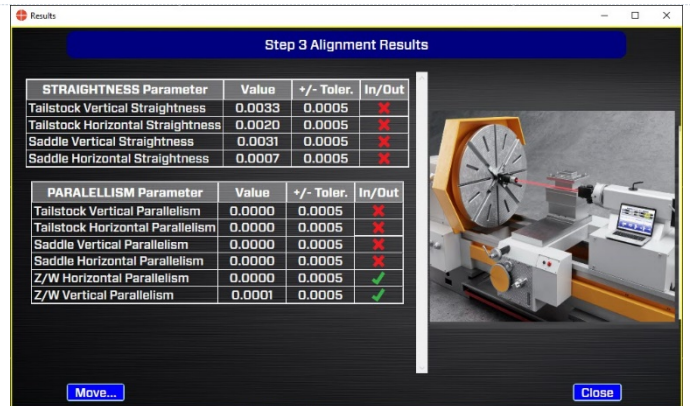 Results
Step 3 Alignment Results
STRAIGHTNESS Parameter Value +/- Toler. In/Out
Tailstock Vertical Straightness 0.0033 0.0005
Tailstock Horizontal Straightness 0.0020 0.0005
Saddle Vertical Straightness 0.0031 0.0005
Saddle Horizontal Straightness 0.0007 0.0005
PARALELLISM Parameter Value +/- Toler. In/Out
Tailstock Vertical Parallelism 0.0000 0.0005
Tailstock Horizontal Parallelism 0.0000 0.0005
Saddle Vertical Parallelism 0.0000 0.0005
Saddle Horizontal Parallelism 0.0000 0.0005
Z/W Horizontal Parallelism 0.0000 0.0005
Z/W Vertical Parallelism 0.0001 0.0005
Move...
Close